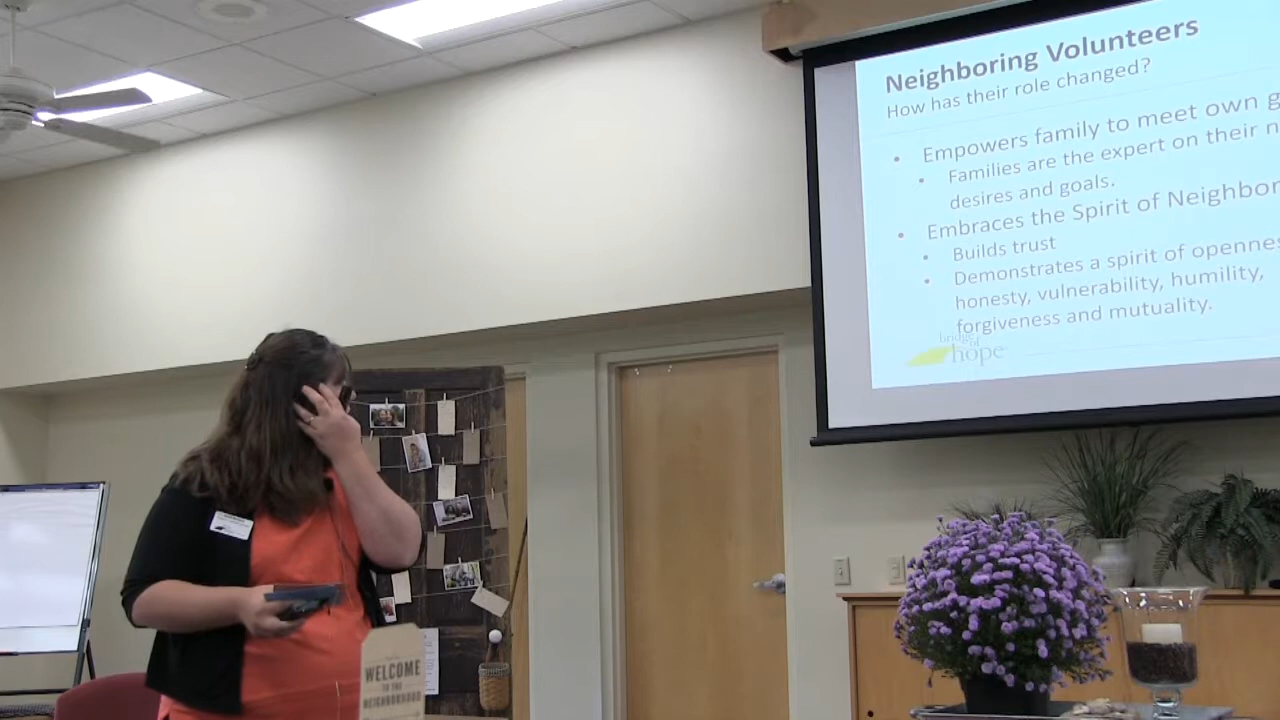 Neighboring Volunteers
How has their role changed?
• Empowers family to meet own g
• Families are the expert on their n
desires and goals.
• Embraces the Spirit of Neighbor
• Builds trust
• Demonstrates a spirit of opennes
honesty, vulnerability, humility,
forgiveness and mutuality.
bridge of
hope
WELCOME
TO THE
NEIGHBORHOOD